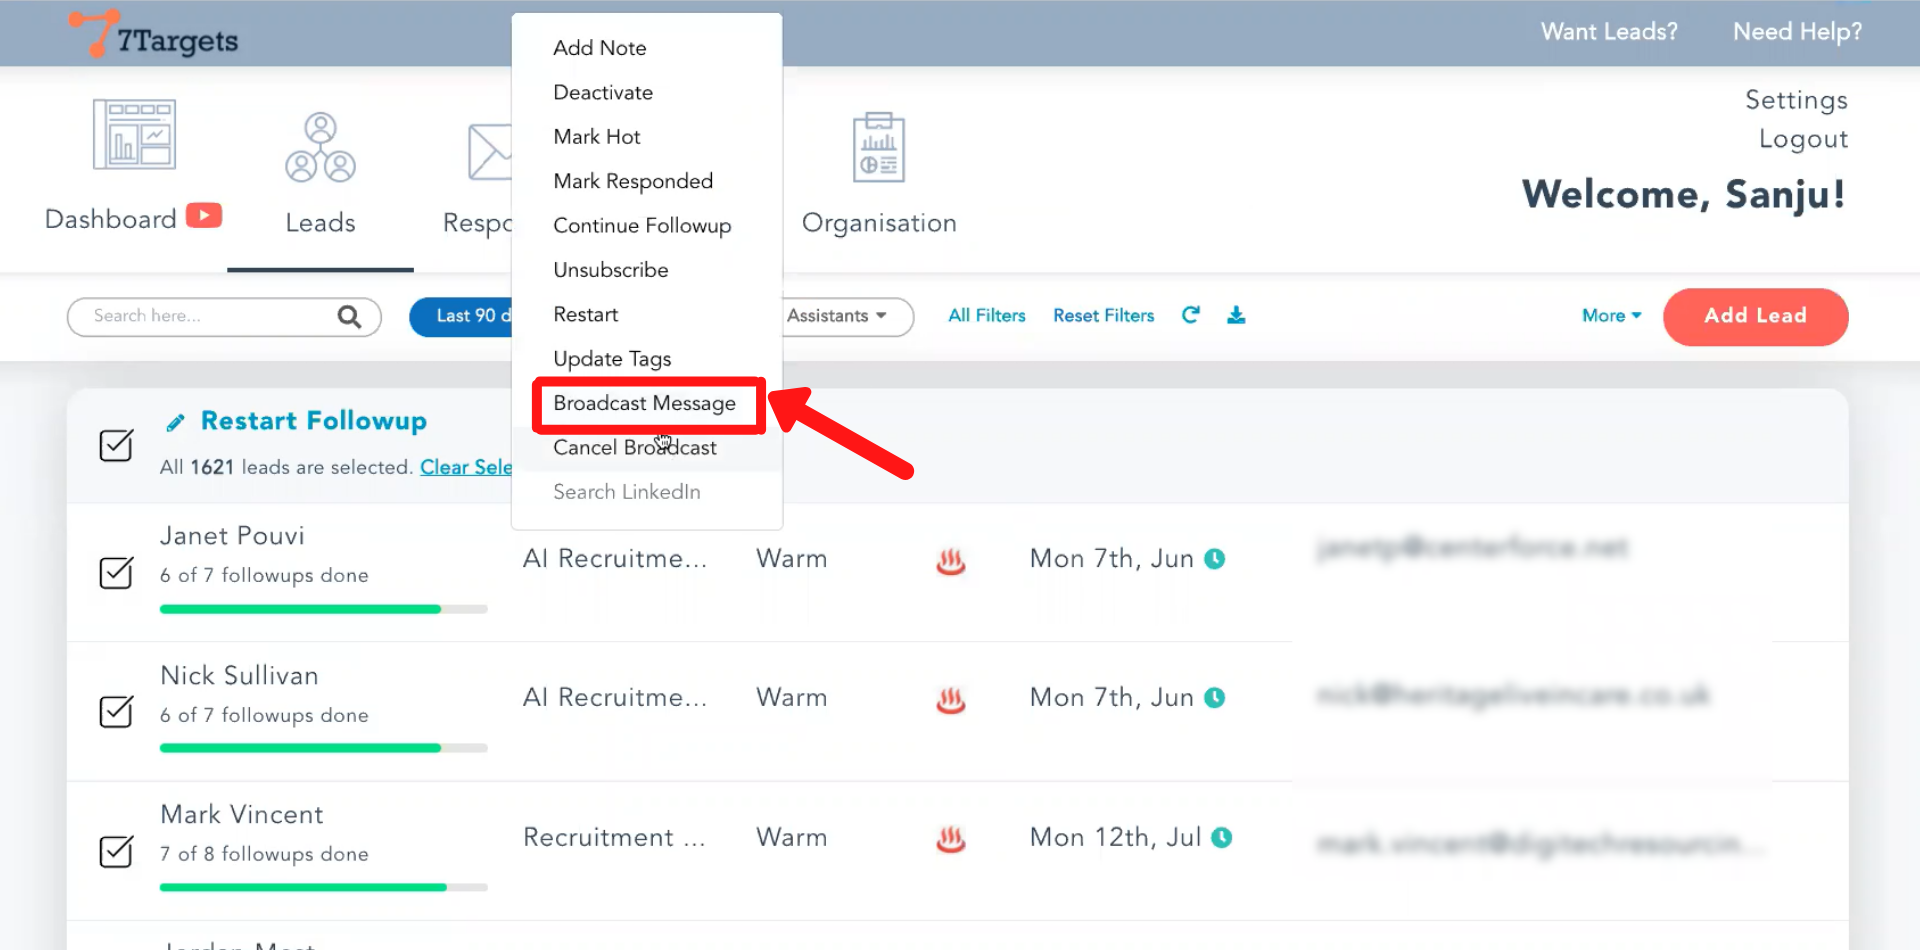 7Targets
Want Leads?
Need Help?
Settings
Logout
Welcome, Sanju!
Dashboard
Leads
Respo
Organisation
Add Note
Deactivate
Mark Hot
Mark Responded
Continue Followup
Unsubscribe
Restart
Update Tags
Broadcast Message
Cancel Broadcast
Search LinkedIn
Search here...
Last 90 d
Assistants
All Filters
Reset Filters
More
Add Lead
Restart Followup
All 1621 leads are selected. Clear Sele
Janet Pouvi
6 of 7 followups done
AI Recruitme...
Warm
Mon 7th, Jun
Nick Sullivan
6 of 7 followups done
AI Recruitme...
Warm
Mon 7th, Jun
Mark Vincent
7 of 8 followups done
Recruitment ...
Warm
Mon 12th, Jul